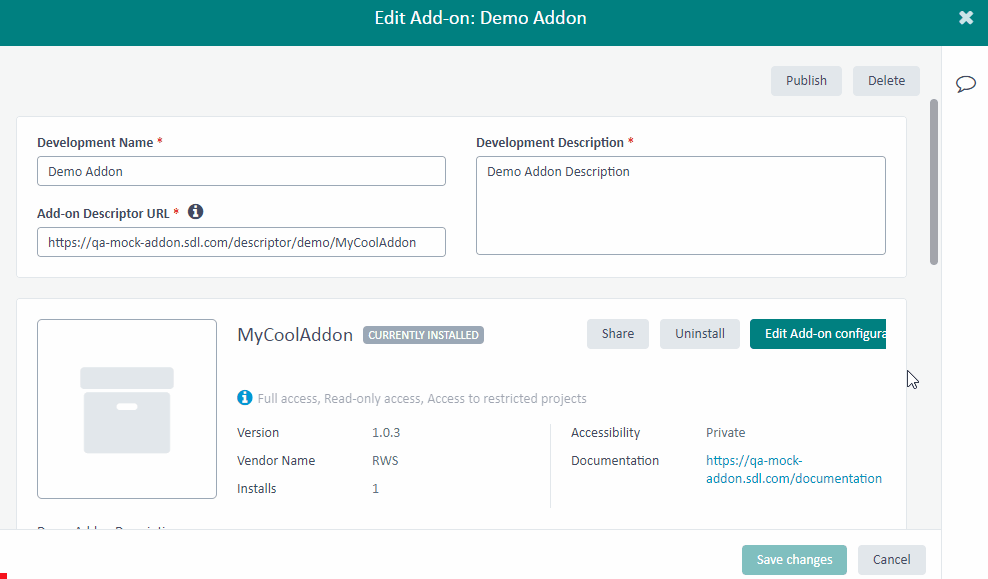 Edit Add-on: Demo Addon
Publish
Delete
Development Name *
Demo Addon
Development Description *
Demo Addon Description
Add-on Descriptor URL *
https://qa-mock-addon.sdl.com/descriptor/demo/MyCoolAddon
MyCoolAddon
CURRENTLY INSTALLED
Share
Uninstall
Edit Add-on configura
Full access, Read-only access, Access to restricted projects
Version 1.0.3
Vendor Name RWS
Installs 1
Accessibility Private
Documentation https://qa-mock-
addon.sdl.com/documentation
Save changes
Cancel